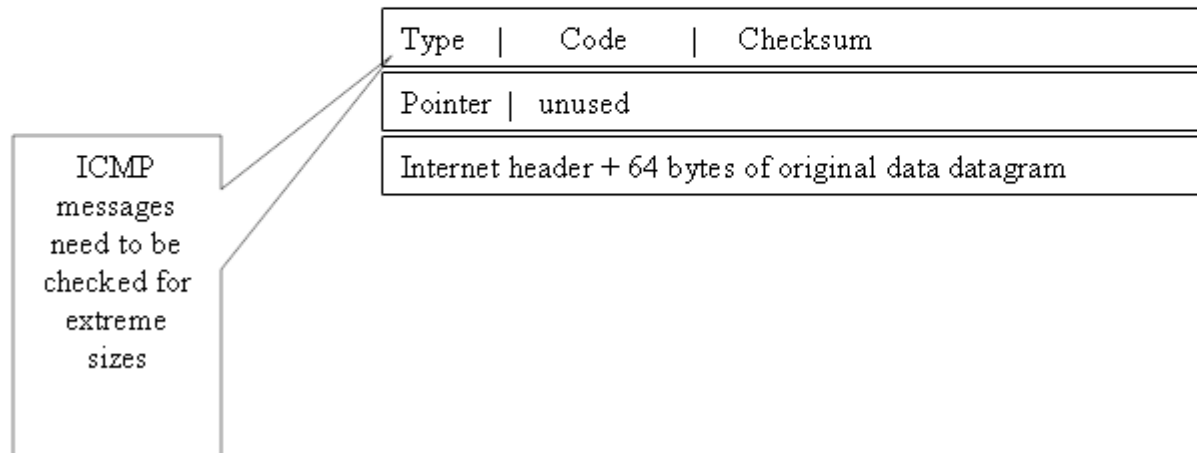 Type | Code | Checksum
Pointer | unused
Internet header + 64 bytes of original data datagram
ICMP
messages
need to be
checked for
extreme
sizes